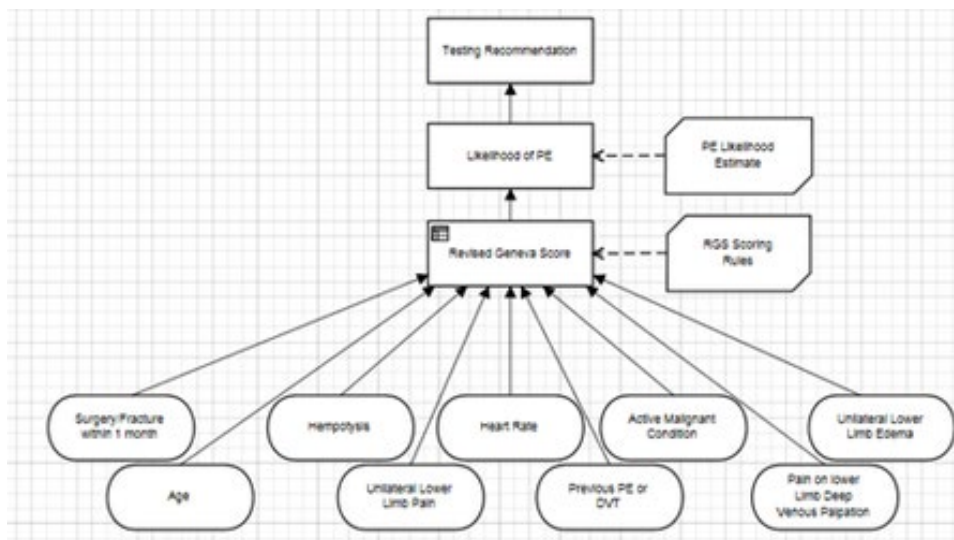 Testing Recommendation
Likelihood of PE
PE Likelihood
Estimate
Revised Geneva Score
RGS Scoring
Rules
Surgery/Fracture
within 1 month
Hempotysis
Heart Rate
Active Malignant
Condition
Unilateral Lower
Limb Edema
Age
Unilateral Lower
Limb Pain
Previous PE or
DVT
Pain on lower
Limb Deep
Venous Palpation